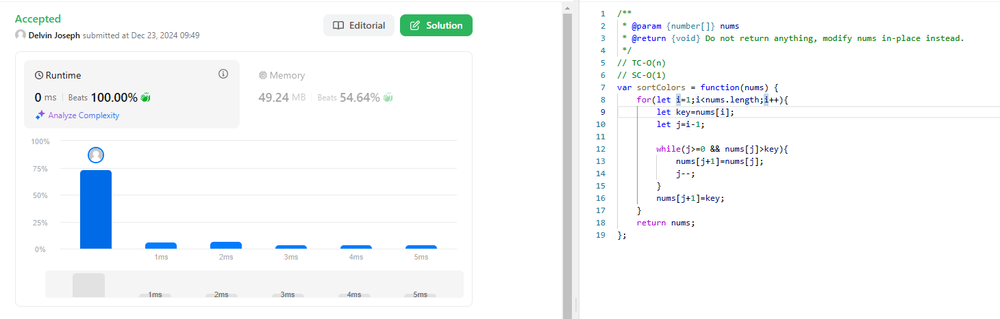 Accepted
Delvin Joseph submitted at Dec 23, 2024 09:49
Editorial
Solution
Runtime
0 ms | Beats 100.00%
Analyze Complexity
Memory
49.24 MB | Beats 54.64%
100%
75%
50%
25%
0%
1ms 2ms 3ms 4ms 5ms
1ms 2ms 3ms 4ms 5ms
1 /**
2  * @param {number[]} nums
3  * @return {void} Do not return anything, modify nums in-place instead.
4  */
5 // TC-O(n)
6 // SC-O(1)
7 var sortColors = function(nums) {
8     for(let i=1;i<nums.length;i++){
9         let key=nums[i];
10         let j=i-1;
11
12         while(j>=0 && nums[j]>key){
13             nums[j+1]=nums[j];
14             j--;
15         }
16         nums[j+1]=key;
17     }
18     return nums;
19 };